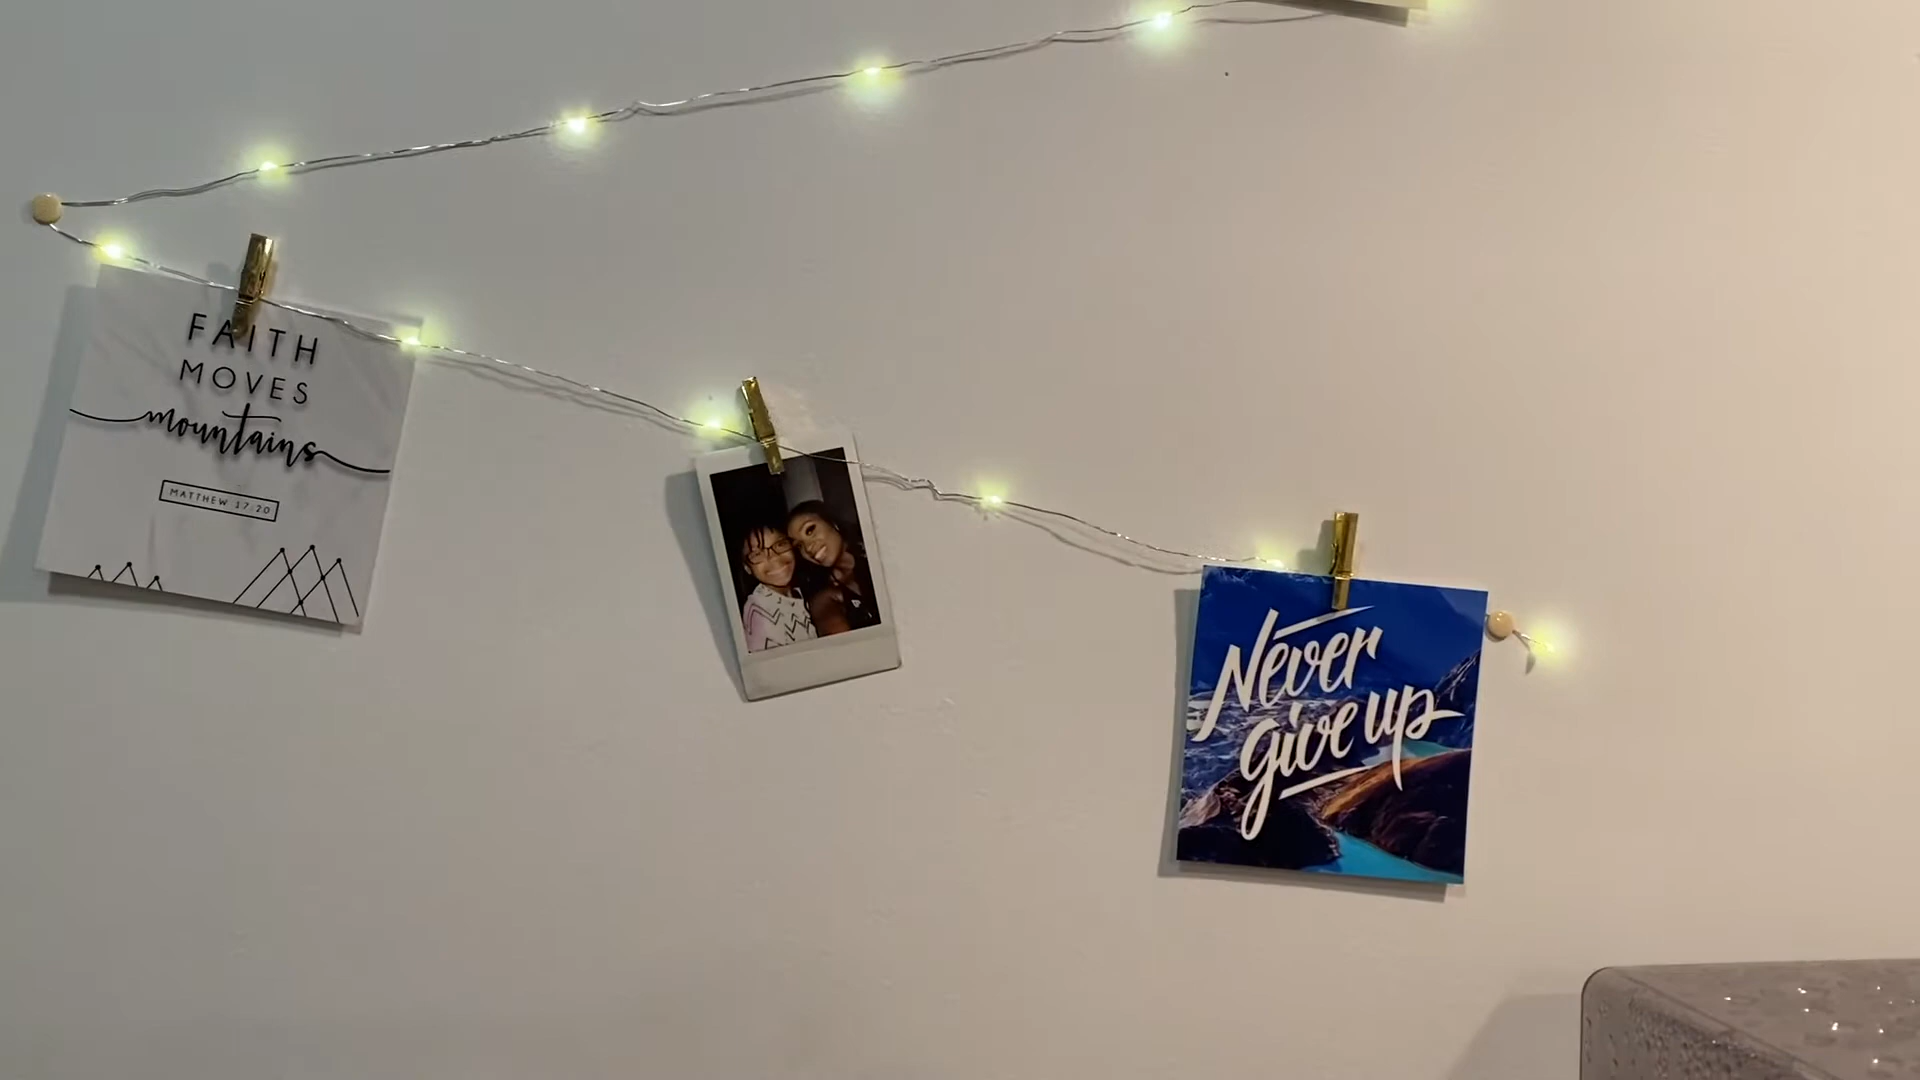 FAITH
MOVES
mountains
MATTHEW 17:20
Never
give up